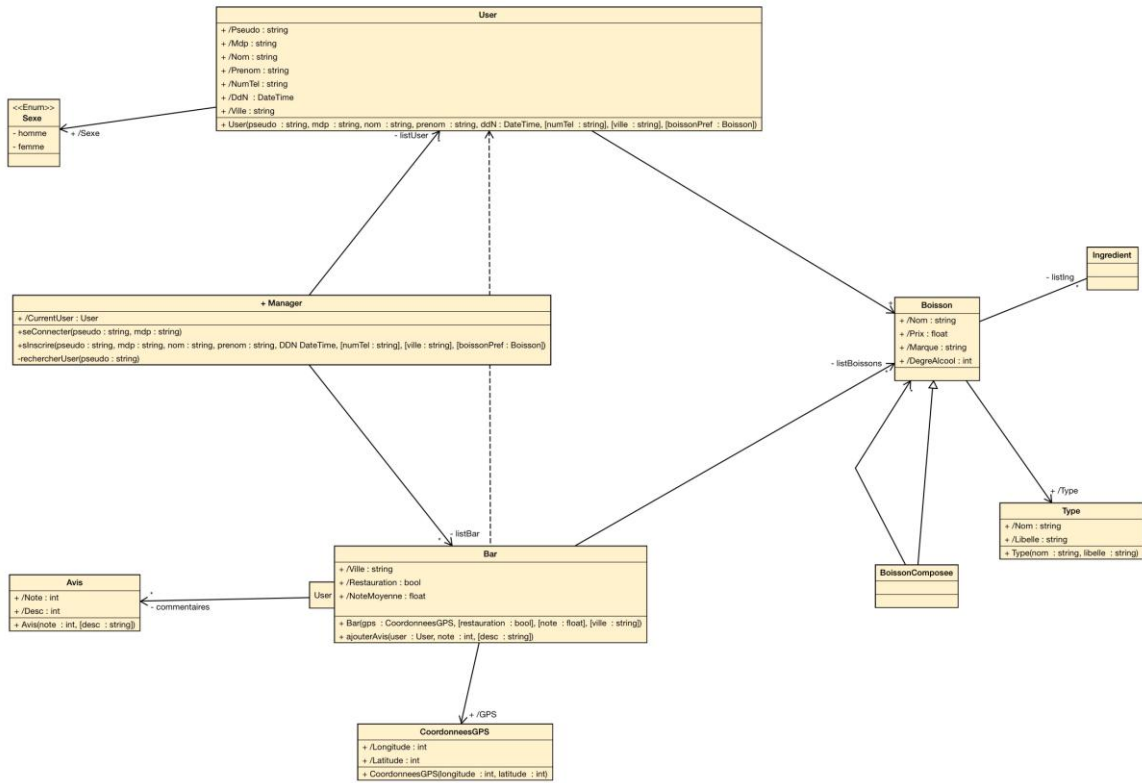 User
+ /Pseudo : string
+ /Mdp : string
+ /Nom : string
+ /Prenom : string
+ /NumTel : string
+ /DdN : DateTime
+ /Ville : string
+ User(pseudo : string, mdp : string, nom : string, prenom : string, ddN : DateTime, [numTel : string], [ville : string], [boissonPref : Boisson])
<<Enum>>
Sexe
- homme
- femme
+ /Sexe
- listUser
*
+ Manager
+ /CurrentUser : User
+seConnecter(pseudo : string, mdp : string)
+sInscrire(pseudo : string, mdp : string, nom : string, prenom : string, DDN DateTime, [numTel : string], [ville : string], [boissonPref : Boisson])
-rechercherUser(pseudo : string)
Ingredient
- listIng
*
*
Boisson
+ /Nom : string
+ /Prix : float
+ /Marque : string
+ /DegreAlcool : int
- listBoissons
*
*
+ /Type
Type
+ /Nom : string
+ /Libelle : string
+ Type(nom : string, libelle : string)
BoissonComposee
* - listBar
Bar
+ /Ville : string
+ /Restauration : bool
+ /NoteMoyenne : float
+ Bar(gps : CoordonneesGPS, [restauration : bool], [note : float], [ville : string])
+ ajouterAvis(user : User, note : int, [desc : string])
User
*
- commentaires
Avis
+ /Note : int
+ /Desc : int
+ Avis(note : int, [desc : string])
+ /GPS
CoordonneesGPS
+ /Longitude : int
+ /Latitude : int
+ CoordonneesGPS(longitude : int, latitude : int)